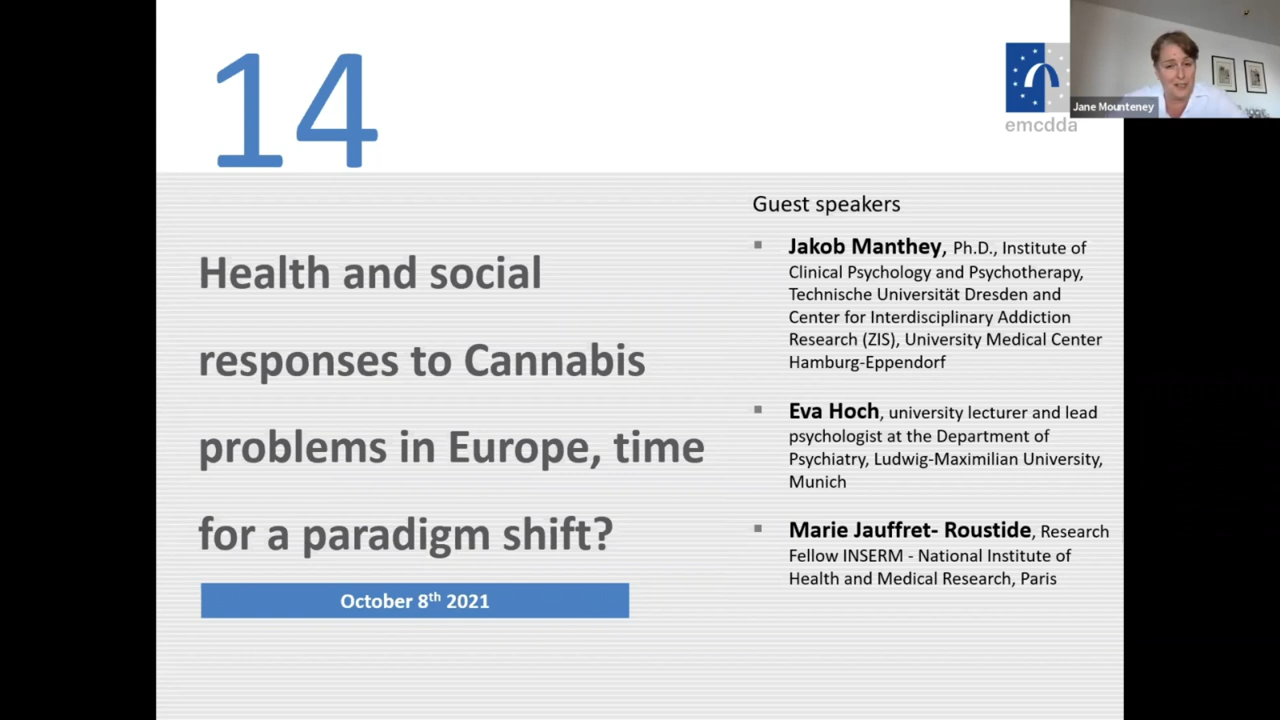 14
emcdda
Jane Mounteney
Health and social
responses to Cannabis
problems in Europe, time
for a paradigm shift?
October 8th 2021
Guest speakers
▪ Jakob Manthey, Ph.D., Institute of
Clinical Psychology and Psychotherapy,
Technische Universität Dresden and
Center for Interdisciplinary Addiction
Research (ZIS), University Medical Center
Hamburg-Eppendorf
▪ Eva Hoch, university lecturer and lead
psychologist at the Department of
Psychiatry, Ludwig-Maximilian University,
Munich
▪ Marie Jauffret- Roustide, Research
Fellow INSERM - National Institute of
Health and Medical Research, Paris